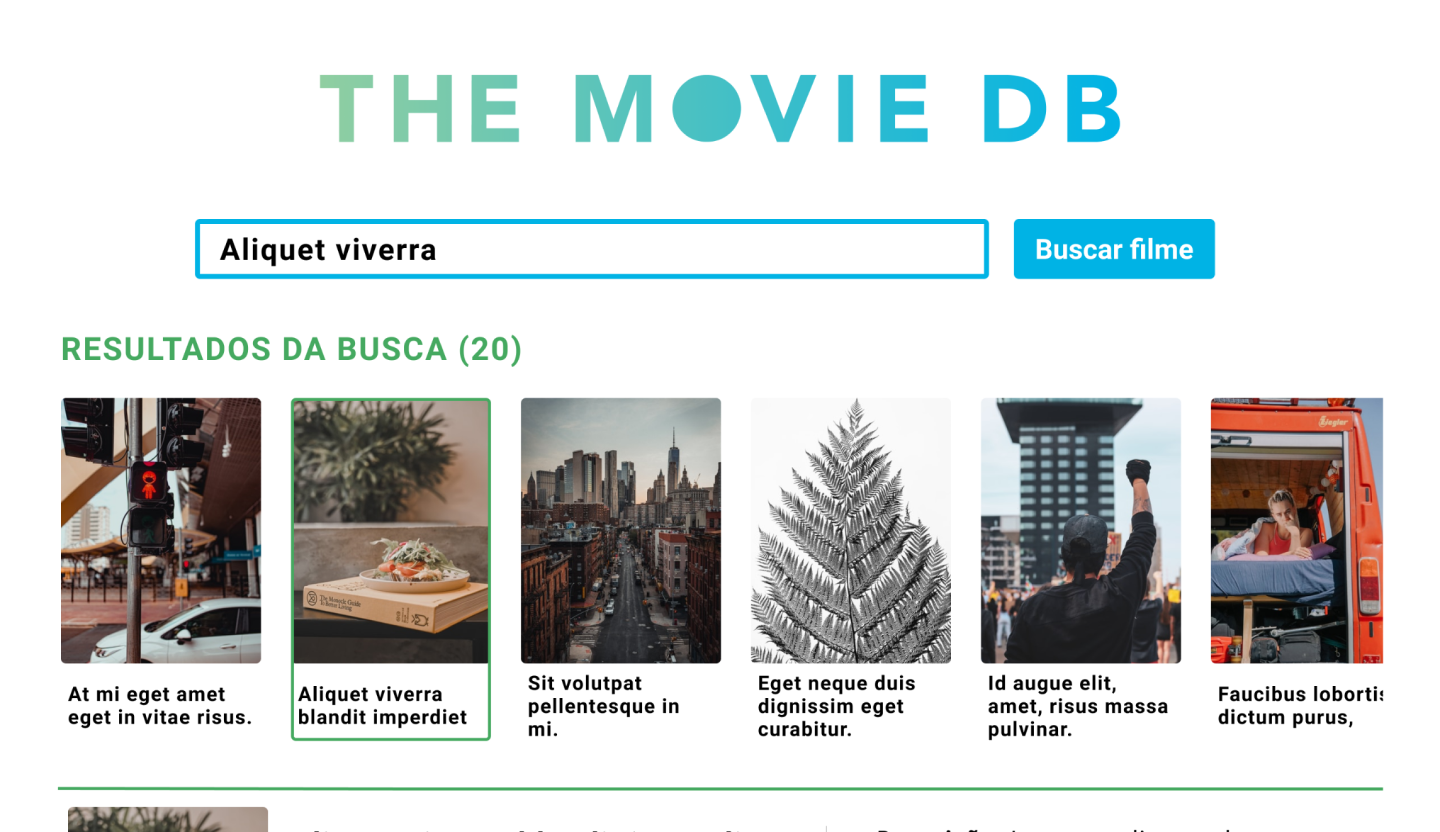 THE MOVIE DB
Aliquet viverra
Buscar filme
RESULTADOS DA BUSCA (20)
Ziegler
The Monocle Guide
to Better Living
At mi eget amet
eget in vitae risus.
Aliquet viverra
blandit imperdiet
Sit volutpat
pellentesque in
mi.
Eget neque duis
dignissim eget
curabitur.
Id augue elit,
amet, risus massa
pulvinar.
Faucibus lobortis
dictum purus,